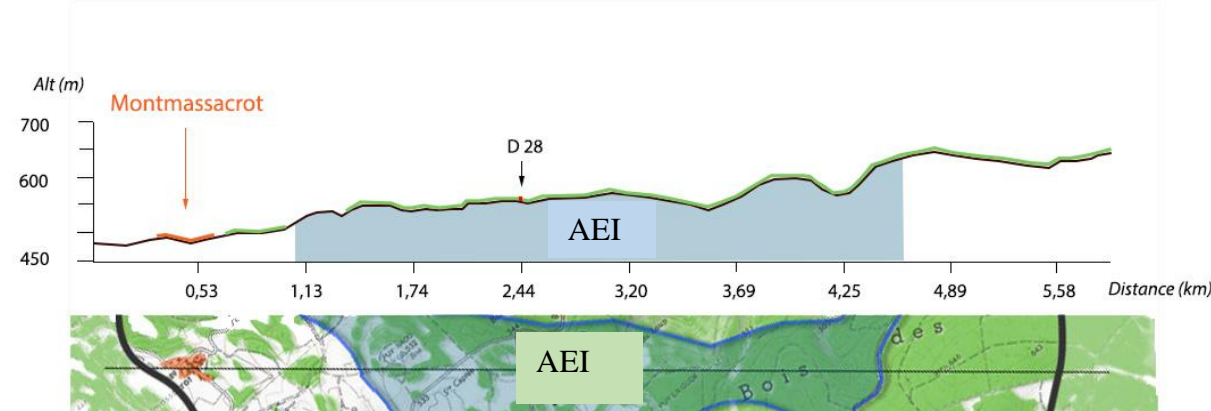 Alt (m)
Montmassacrot
700
D 28
600
AEI
450
0,53 1,13 1,74 2,44 3,20 3,69 4,25 4,89 5,58 Distance (km)
des
AEI
Bois